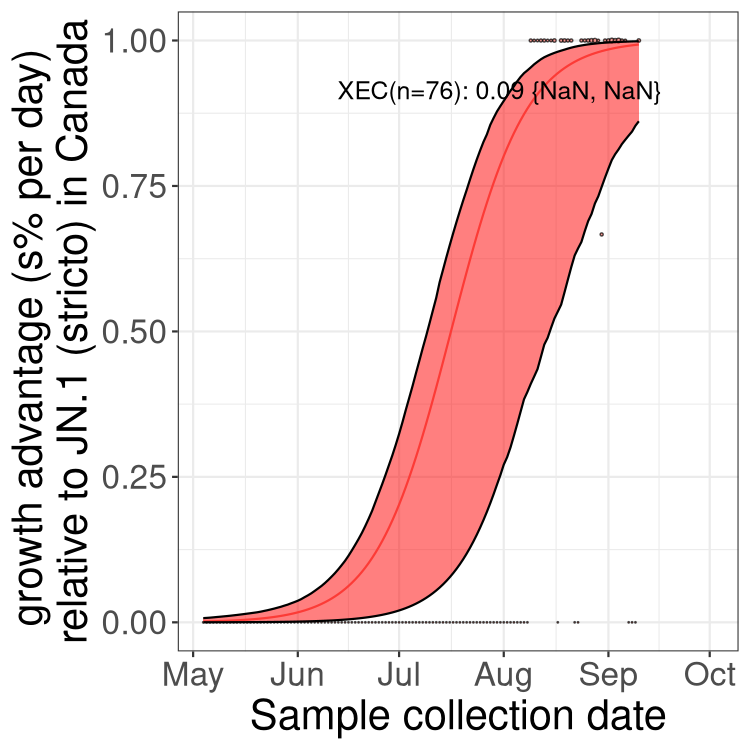 growth advantage (s% per day)
relative to JN.1 (stricto) in Canada
1.00
0.75
0.50
0.25
0.00
XEC(n=76): 0.09 {NaN, NaN}
May Jun Jul Aug Sep Oct
Sample collection date